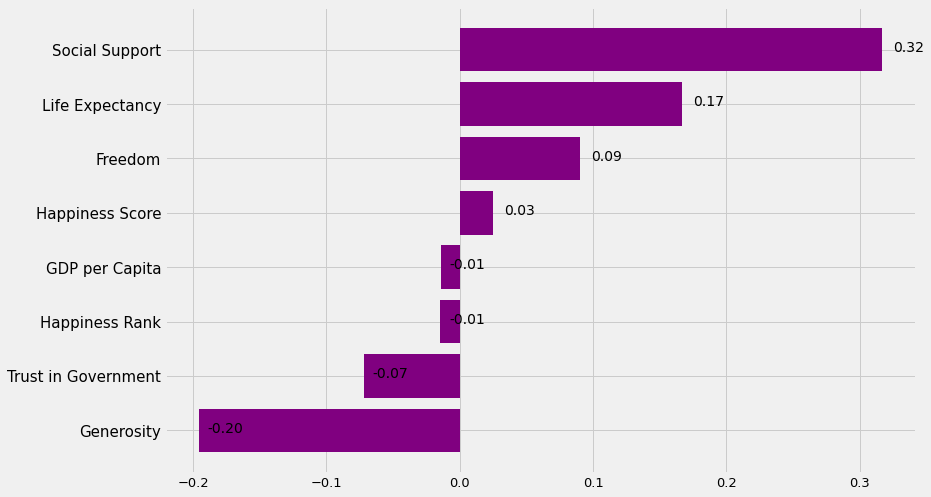 Social Support 0.32
Life Expectancy 0.17
Freedom 0.09
Happiness Score 0.03
GDP per Capita -0.01
Happiness Rank -0.01
Trust in Government -0.07
Generosity -0.20
−0.2 −0.1 0.0 0.1 0.2 0.3